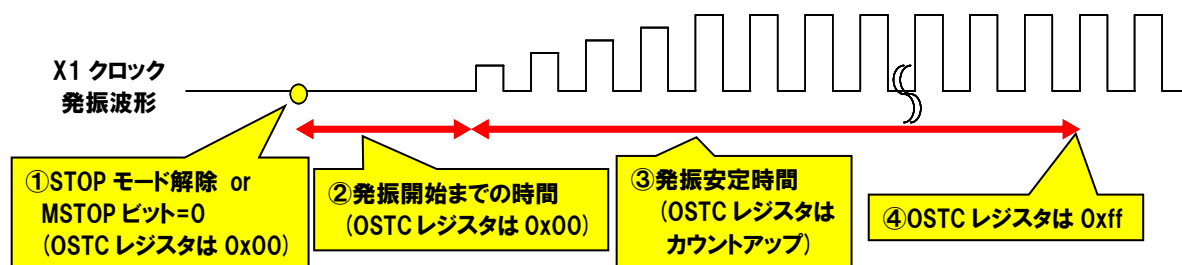 X1 クロック
発振波形
①STOP モード解除 or
MSTOP ビット=0
(OSTC レジスタは 0x00)
②発振開始までの時間
(OSTC レジスタは 0x00)
③発振安定時間
(OSTC レジスタは
カウントアップ)
④OSTC レジスタは 0xff